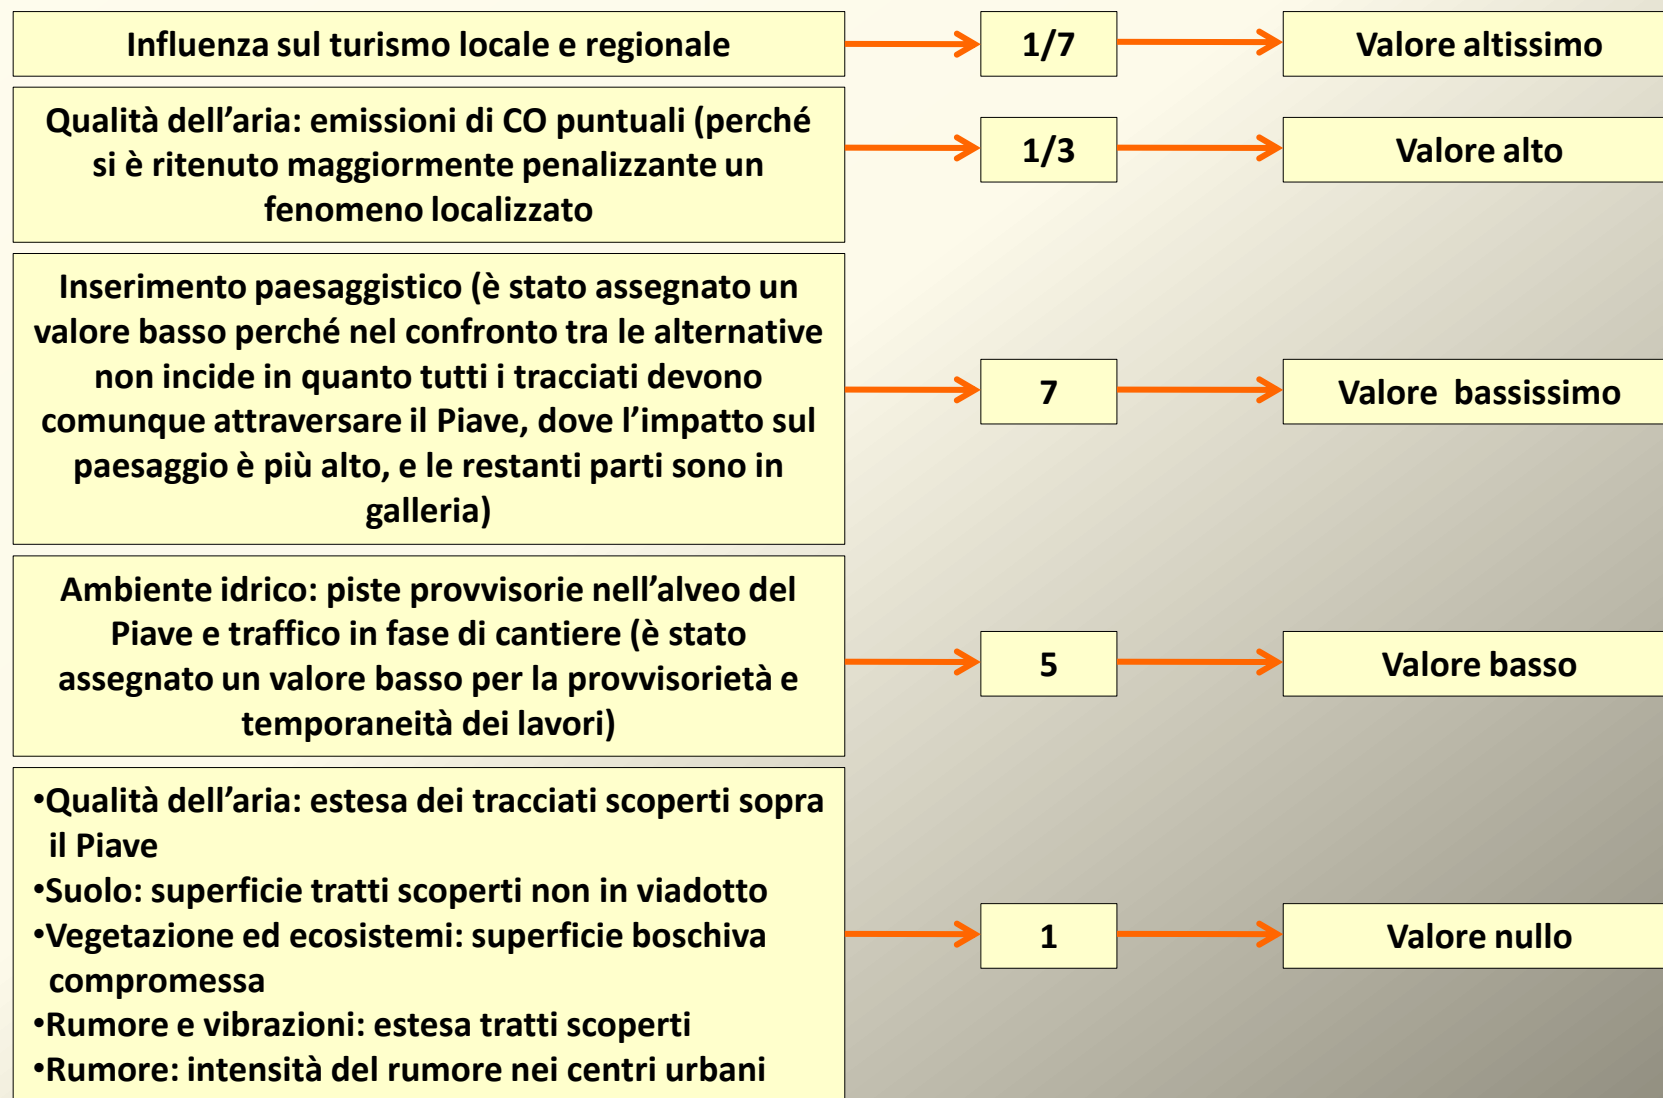 Influenza sul turismo locale e regionale
1/7
Valore altissimo
Qualità dell’aria: emissioni di CO puntuali (perché
si è ritenuto maggiormente penalizzante un
fenomeno localizzato
1/3
Valore alto
Inserimento paesaggistico (è stato assegnato un
valore basso perché nel confronto tra le alternative
non incide in quanto tutti i tracciati devono
comunque attraversare il Piave, dove l’impatto sul
paesaggio è più alto, e le restanti parti sono in
galleria)
7
Valore  bassissimo
Ambiente idrico: piste provvisorie nell’alveo del
Piave e traffico in fase di cantiere (è stato
assegnato un valore basso per la provvisorietà e
temporaneità dei lavori)
5
Valore basso
•Qualità dell’aria: estesa dei tracciati scoperti sopra
il Piave
•Suolo: superficie tratti scoperti non in viadotto
•Vegetazione ed ecosistemi: superficie boschiva
compromessa
•Rumore e vibrazioni: estesa tratti scoperti
•Rumore: intensità del rumore nei centri urbani
1
Valore nullo